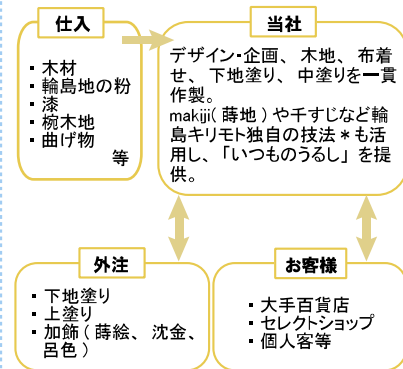 仕入
・木材
・輪島地の粉
・漆
・椀木地
・曲げ物
等
当社
デザイン・企画、木地、布着
せ、下地塗り、中塗りを一貫
作製。
makiji(蒔地)や千すじなど輪
島キリモト独自の技法*も活
用し、「いつものうるし」を提
供。
外注
・下地塗り
・上塗り
・加飾(蒔絵、沈金、
呂色)
お客様
・大手百貨店
・セレクトショップ
・個人客等